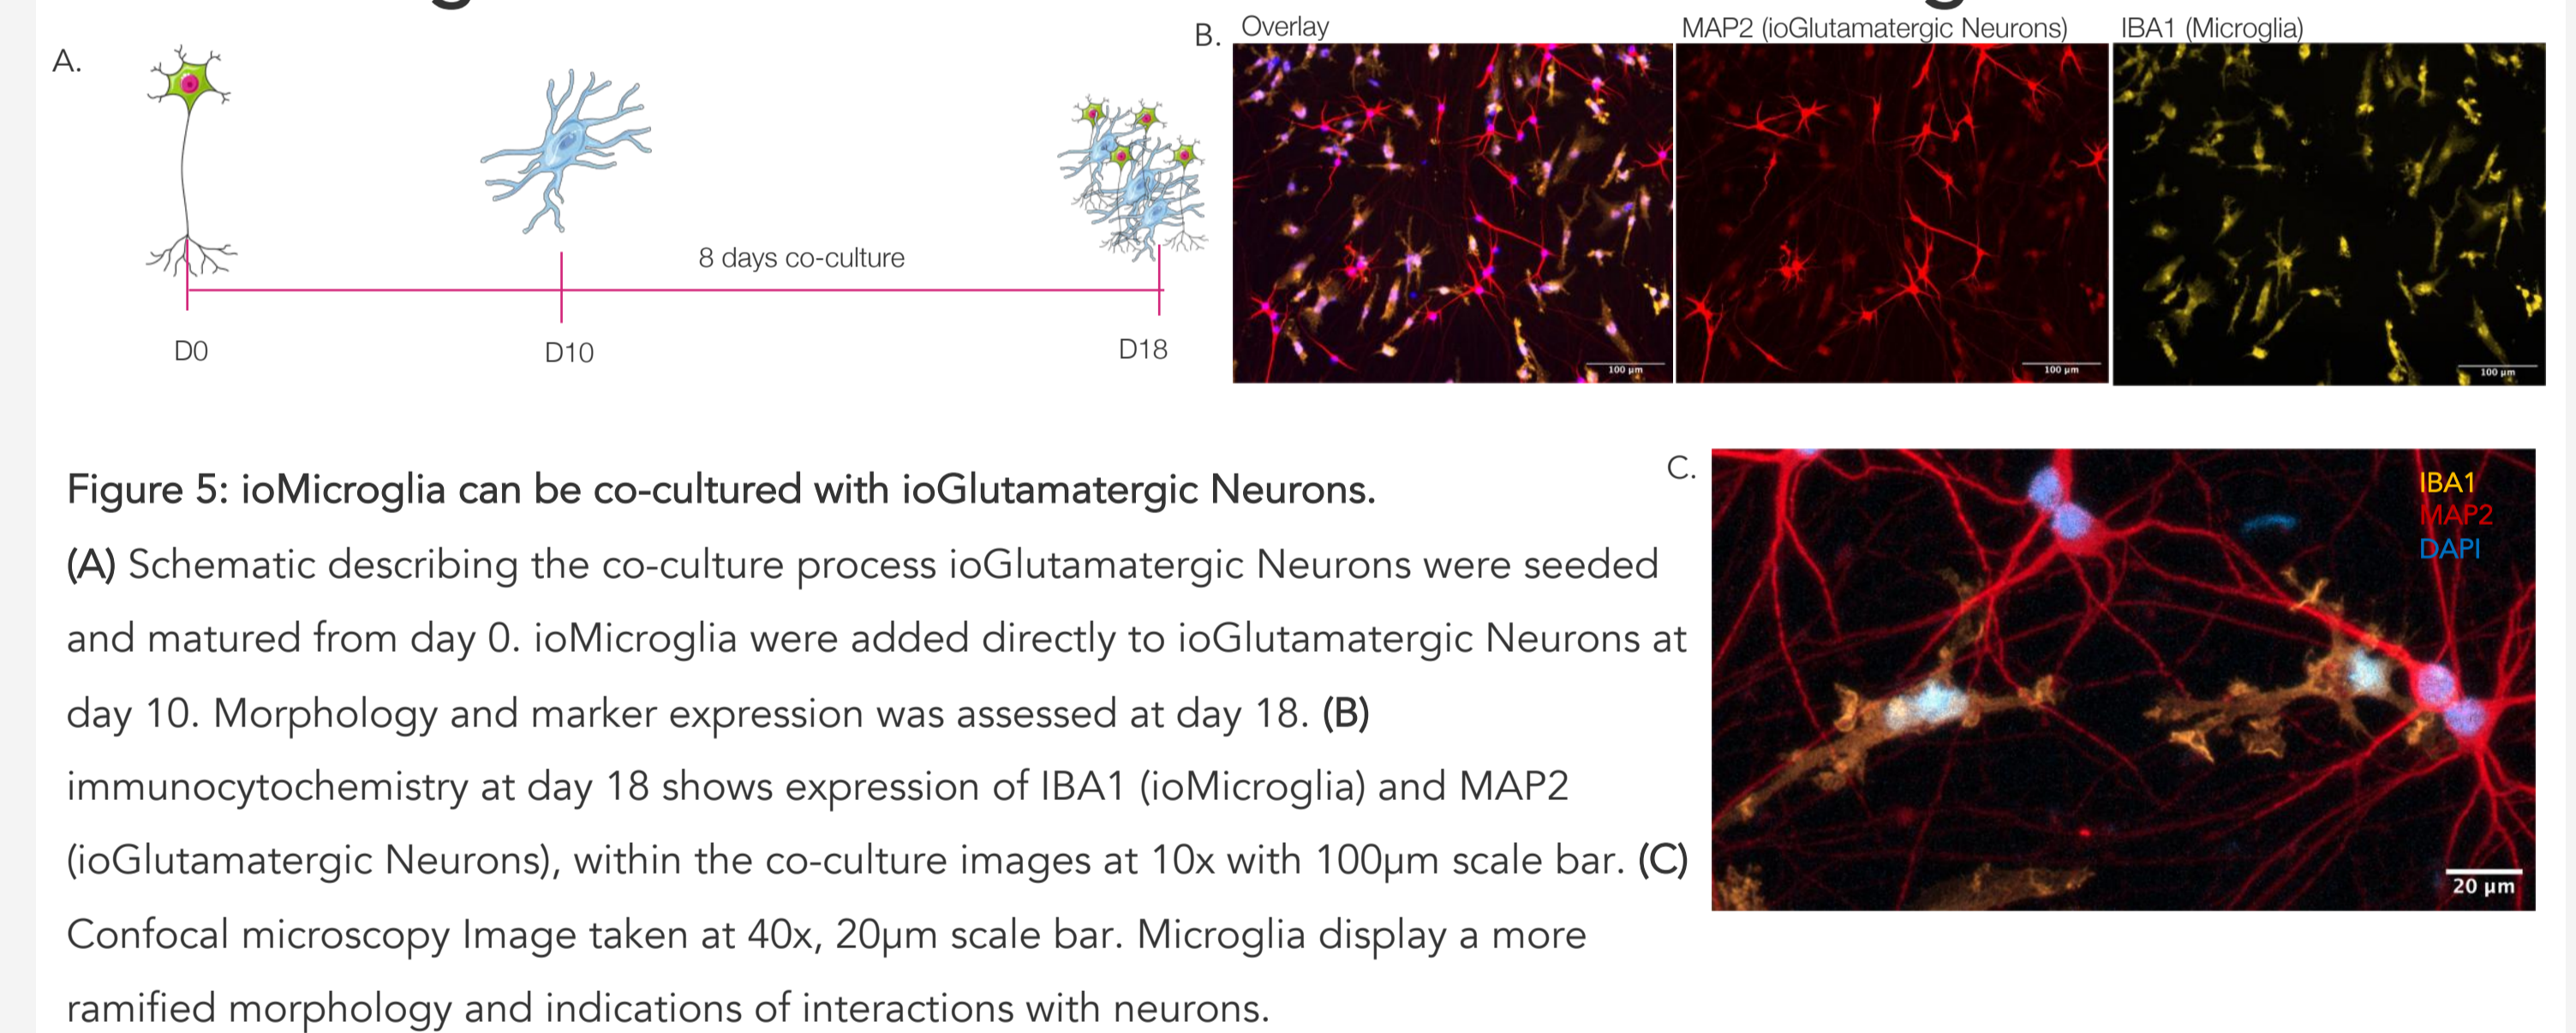 A.
8 days co-culture
D0
D10
D18
B.
Overlay
MAP2 (ioGlutamatergic Neurons)
IBA1 (Microglia)
100 µm
100 µm
100 µm
Figure 5: ioMicroglia can be co-cultured with ioGlutamatergic Neurons.
(A) Schematic describing the co-culture process ioGlutamatergic Neurons were seeded
and matured from day 0. ioMicroglia were added directly to ioGlutamatergic Neurons at
day 10. Morphology and marker expression was assessed at day 18. (B)
immunocytochemistry at day 18 shows expression of IBA1 (ioMicroglia) and MAP2
(ioGlutamatergic Neurons), within the co-culture images at 10x with 100µm scale bar. (C)
Confocal microscopy Image taken at 40x, 20µm scale bar. Microglia display a more
ramified morphology and indications of interactions with neurons.
C.
IBA1
MAP2
DAPI
20 µm